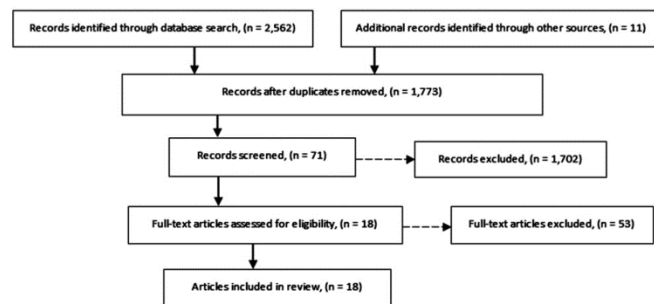 Records identified through database search, (n = 2,562)
Additional records identified through other sources, (n = 11)
Records after duplicates removed, (n = 1,773)
Records screened, (n = 71)
Records excluded, (n = 1,702)
Full-text articles assessed for eligibility, (n = 18)
Full-text articles excluded, (n = 53)
Articles included in review, (n = 18)